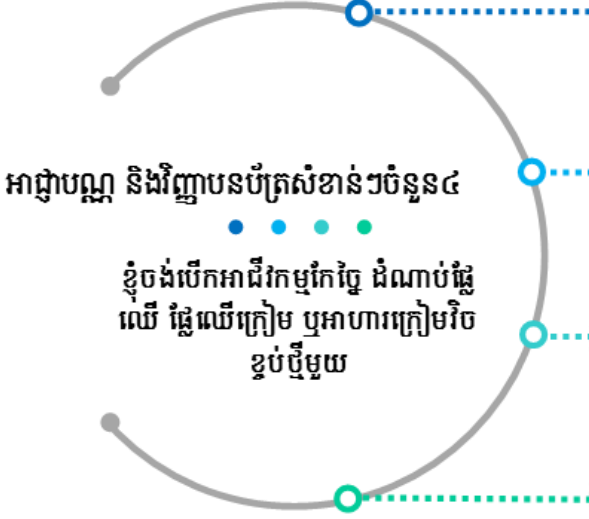 អាជ្ញាបណ្ណ និងវិញ្ញាបនប័ត្រសំខាន់ៗចំនួន៤
ខ្ញុំចង់បើកអាជីវកម្មកែច្នៃ ដំណាប់ផ្លែ
ឈើ ផ្លែឈើក្រៀម ឬអាហារក្រៀមវិច
ខ្ចប់ថ្មីមួយ